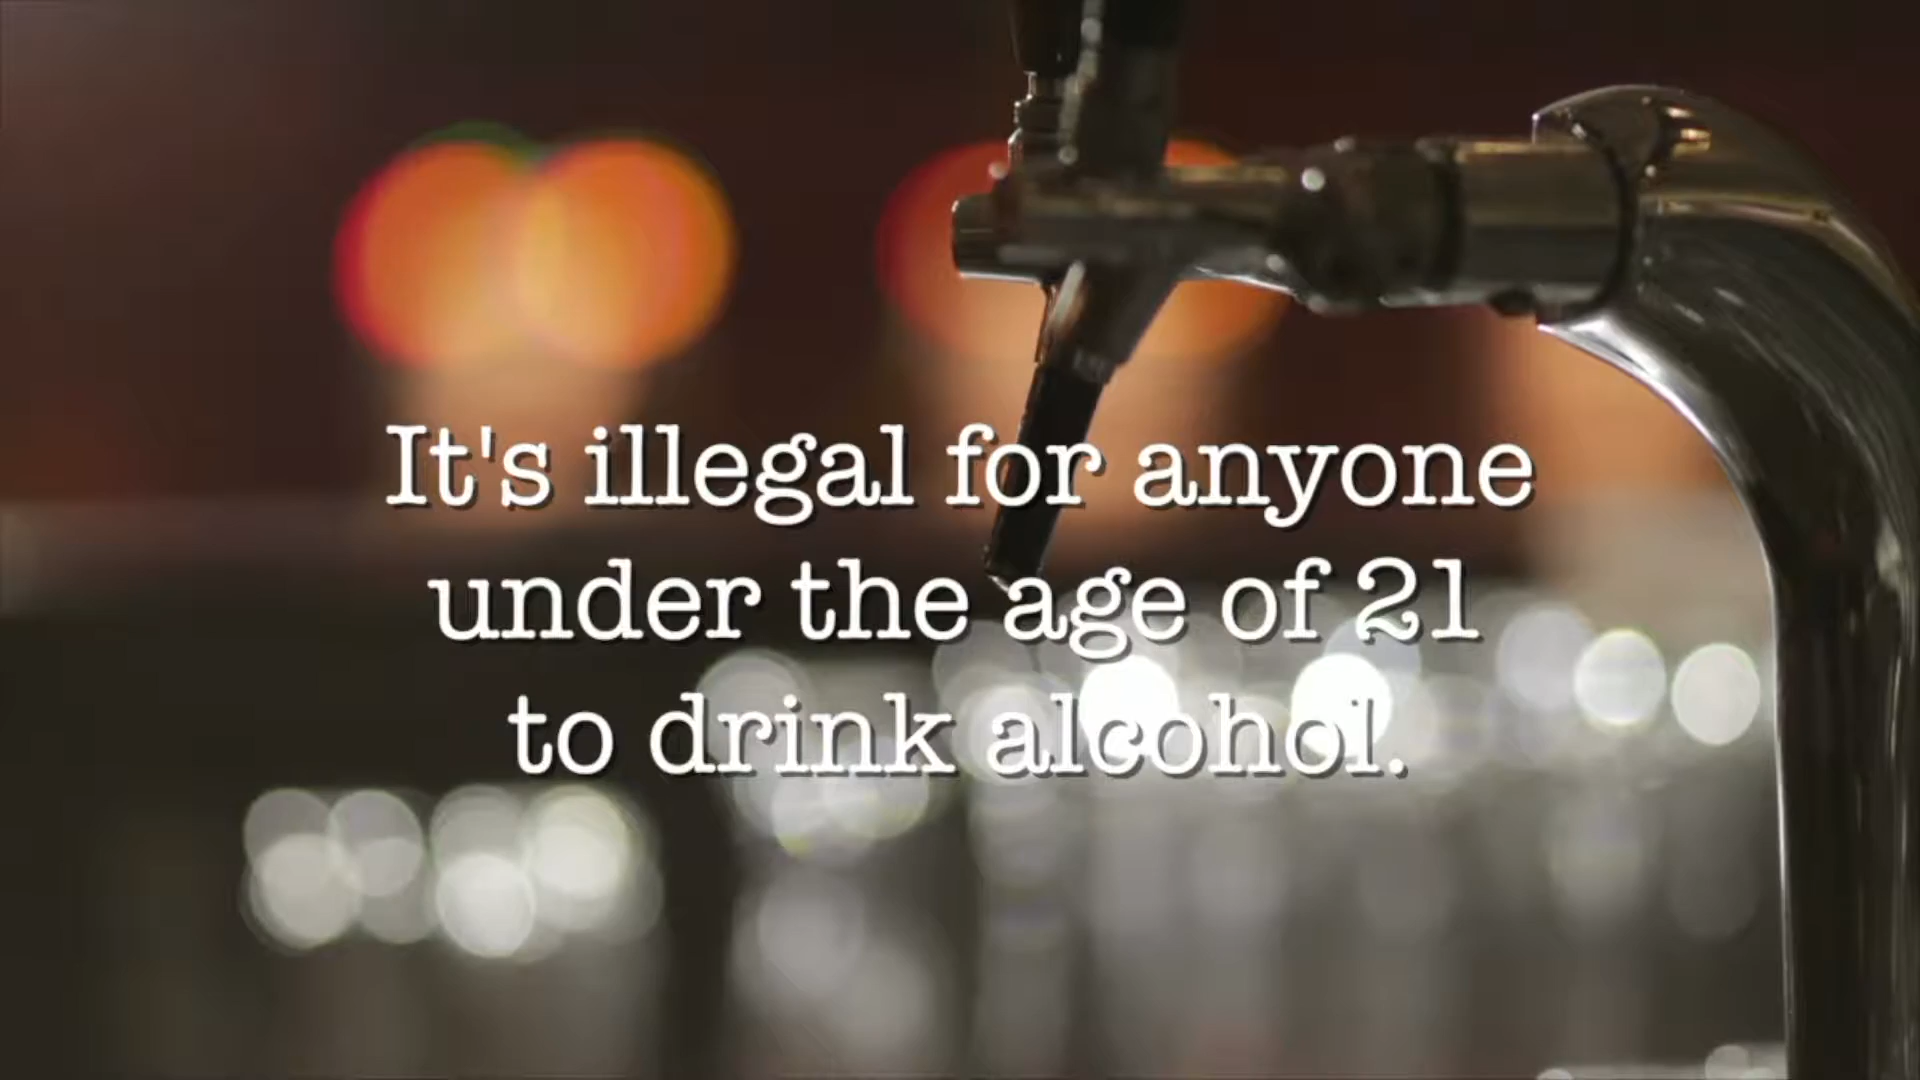 It's illegal for anyone
under the age of 21
to drink alcohol.